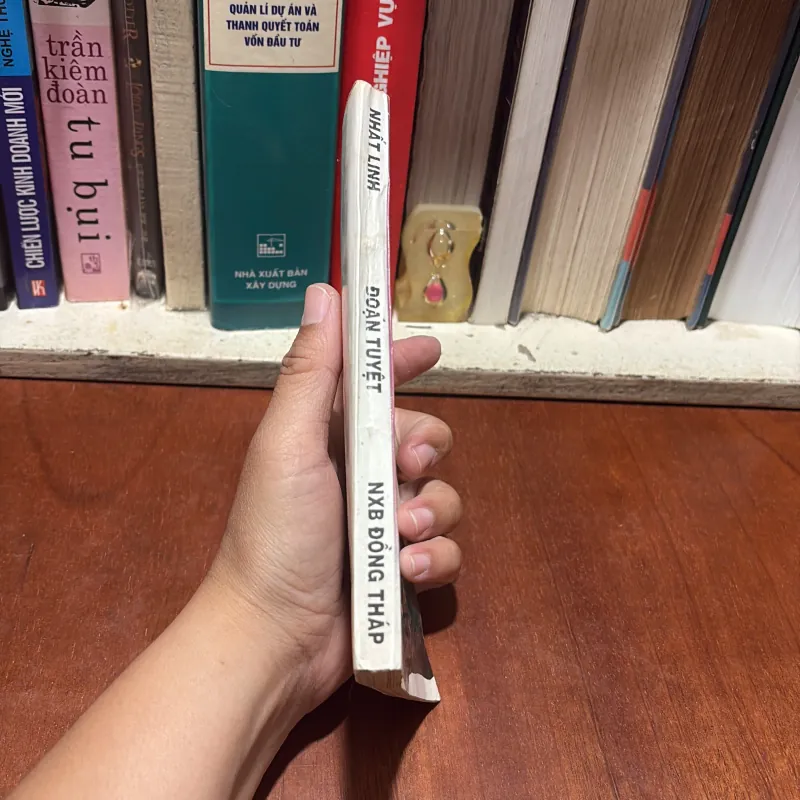 NHẤT LINH
ĐOẠN TUYỆT
NXB ĐỒNG THÁP
NGHỆ
CHIẾN LƯỢC KINH DOANH MỚI
trần
kiêm
đoàn
tu bụi
QUẢN LÍ DỰ ÁN VÀ
THANH QUYẾT TOÁN
VỐN ĐẦU TƯ
NHÀ XUẤT BẢN
XÂY DỰNG